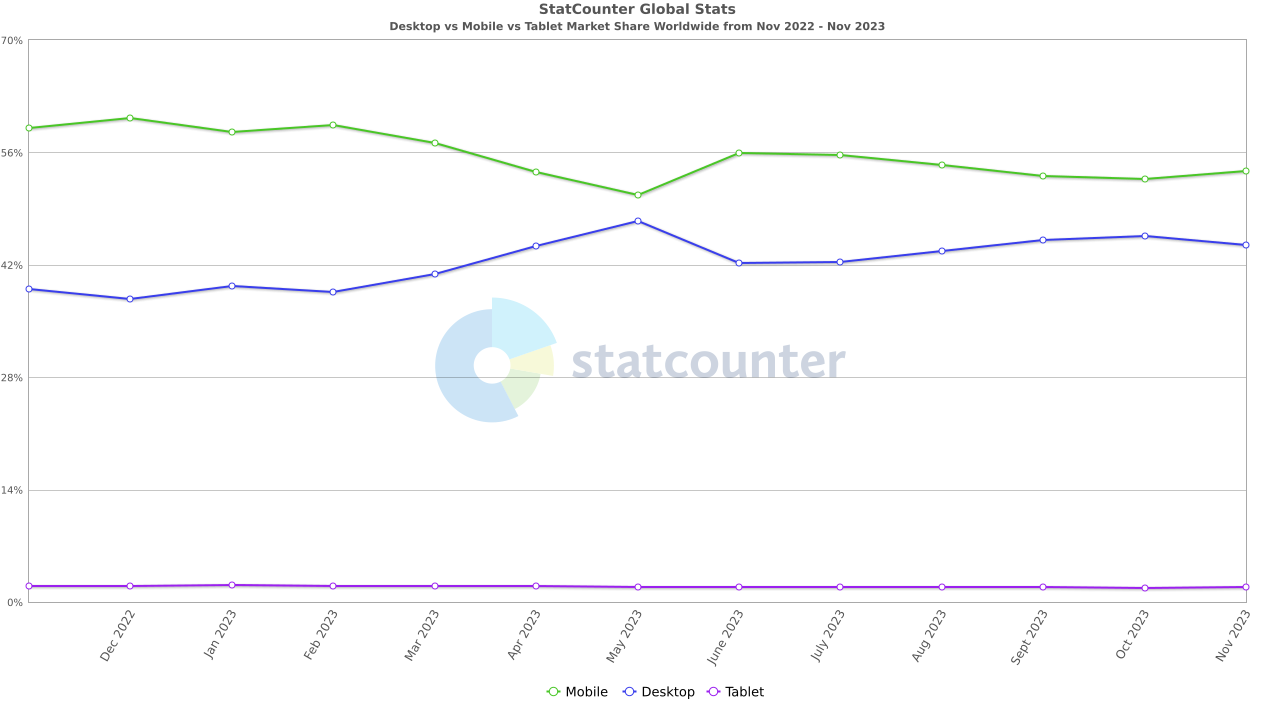 StatCounter Global Stats
Desktop vs Mobile vs Tablet Market Share Worldwide from Nov 2022 - Nov 2023
70%
56%
42%
28%
14%
0%
statcounter
Dec 2022
Jan 2023
Feb 2023
Mar 2023
Apr 2023
May 2023
June 2023
July 2023
Aug 2023
Sept 2023
Oct 2023
Nov 2023
Mobile Desktop Tablet